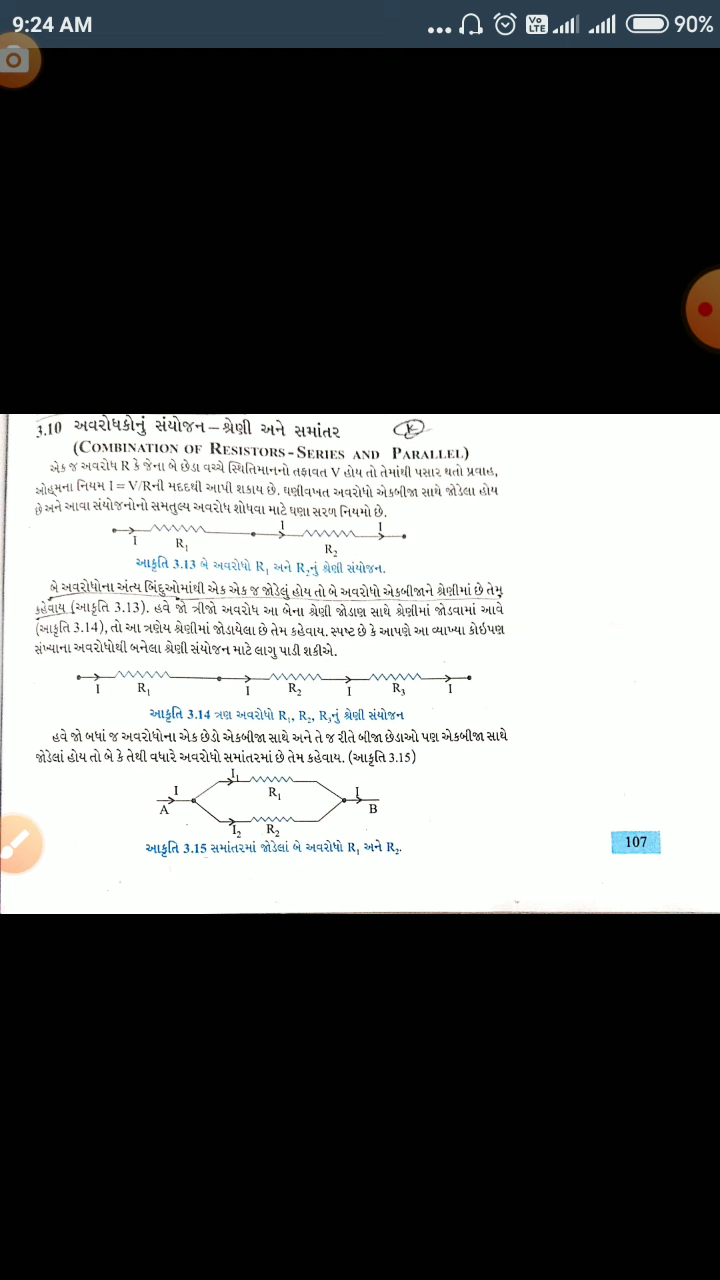 9:24 AM
Vo
LTE
90%
3.10 અવરોધકોનું સંયોજન – શ્રેણી અને સમાંતર
(COMBINATION OF RESISTORS - SERIES AND PARALLEL)
એક જ અવરોધ R કે જેના બે છેડા વચ્ચે સ્થિતિમાનનો તફાવત V હોય તો તેમાંથી પસાર થતો પ્રવાહ,
ઓહ્‌મના નિયમ I = V/Rની મદદથી આપી શકાય છે. ઘણીવખત અવરોધો એકબીજા સાથે જોડેલા હોય
છે અને આવા સંયોજનોનો સમતુલ્ય અવરોધ શોધવા માટે ઘણા સરળ નિયમો છે.
I R₁ I R₂ I
આકૃતિ 3.13 બે અવરોધો R₁ અને R₂નું શ્રેણી સંયોજન.
બે અવરોધોના અંત્ય બિંદુઓમાંથી એક એક જ જોડેલું હોય તો બે અવરોધો એકબીજાને શ્રેણીમાં છે તેમ
કહેવાય (આકૃતિ 3.13). હવે જો ત્રીજો અવરોધ આ બેના શ્રેણી જોડાણ સાથે શ્રેણીમાં જોડવામાં આવે
(આકૃતિ 3.14), તો આ ત્રણેય શ્રેણીમાં જોડાયેલા છે તેમ કહેવાય. સ્પષ્ટ છે કે આપણે આ વ્યાખ્યા કોઇપણ
સંખ્યાના અવરોધોથી બનેલા શ્રેણી સંયોજન માટે લાગુ પાડી શકીએ.
I R₁ I R₂ I R₃ I
આકૃતિ 3.14 ત્રણ અવરોધો R₁, R₂, R₃નું શ્રેણી સંયોજન
હવે જો બધાં જ અવરોધોના એક છેડો એકબીજા સાથે અને તે જ રીતે બીજા છેડાઓ પણ એકબીજા સાથે
જોડેલાં હોય તો બે કે તેથી વધારે અવરોધો સમાંતરમાં છે તેમ કહેવાય. (આકૃતિ 3.15)
I₁
I R₁ I
A B
I₂ R₂
આકૃતિ 3.15 સમાંતરમાં જોડેલાં બે અવરોધો R₁ અને R₂.
107